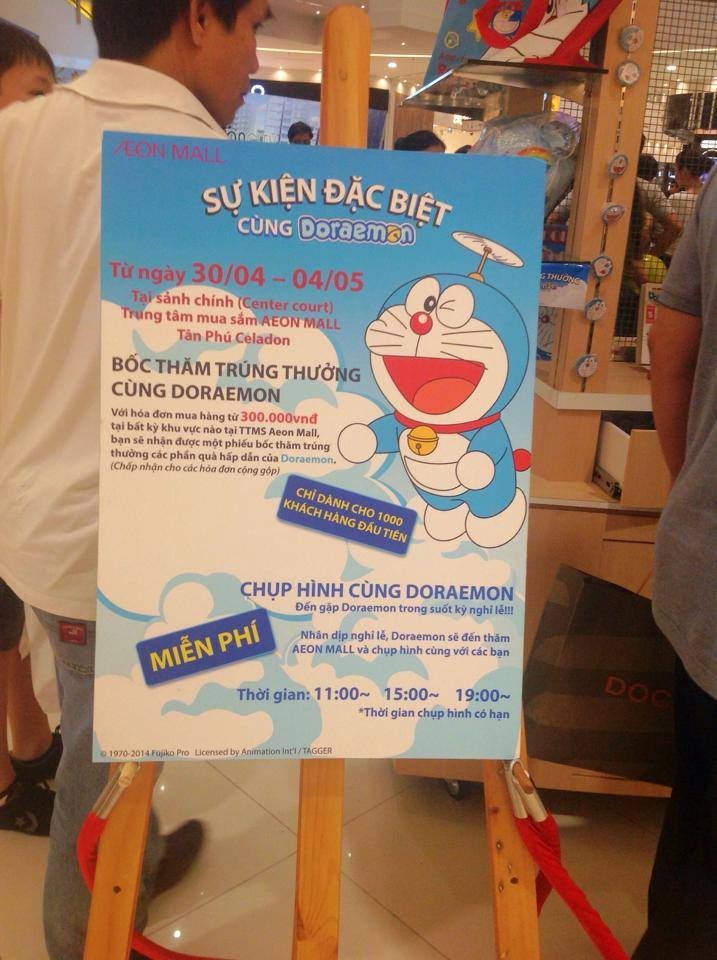 ÆON MALL
SỰ KIỆN ĐẶC BIỆT
CÙNG Doraemon
Từ ngày 30/04 – 04/05
Tại sảnh chính (Center court)
Trung tâm mua sắm AEON MALL
Tân Phú Celadon
BỐC THĂM TRÚNG THƯỞNG
CÙNG DORAEMON
Với hóa đơn mua hàng từ 300.000vnđ
tại bất kỳ khu vực nào tại TTMS Aeon Mall,
bạn sẽ nhận được một phiếu bốc thăm trúng
thưởng các phần quà hấp dẫn của Doraemon.
(Chấp nhận cho các hóa đơn cộng gộp)
CHỈ DÀNH CHO 1000
KHÁCH HÀNG ĐẦU TIÊN
CHỤP HÌNH CÙNG DORAEMON
Đến gặp Doraemon trong suốt kỳ nghỉ lễ!!!
MIỄN PHÍ
Nhân dịp nghỉ lễ, Doraemon sẽ đến thăm
AEON MALL và chụp hình cùng với các bạn
Thời gian: 11:00~ 15:00~ 19:00~
*Thời gian chụp hình có hạn
© 1970-2014 Fujiko Pro Licensed by Animation Int'l / TAGGER
G THƯỞNG
DOC